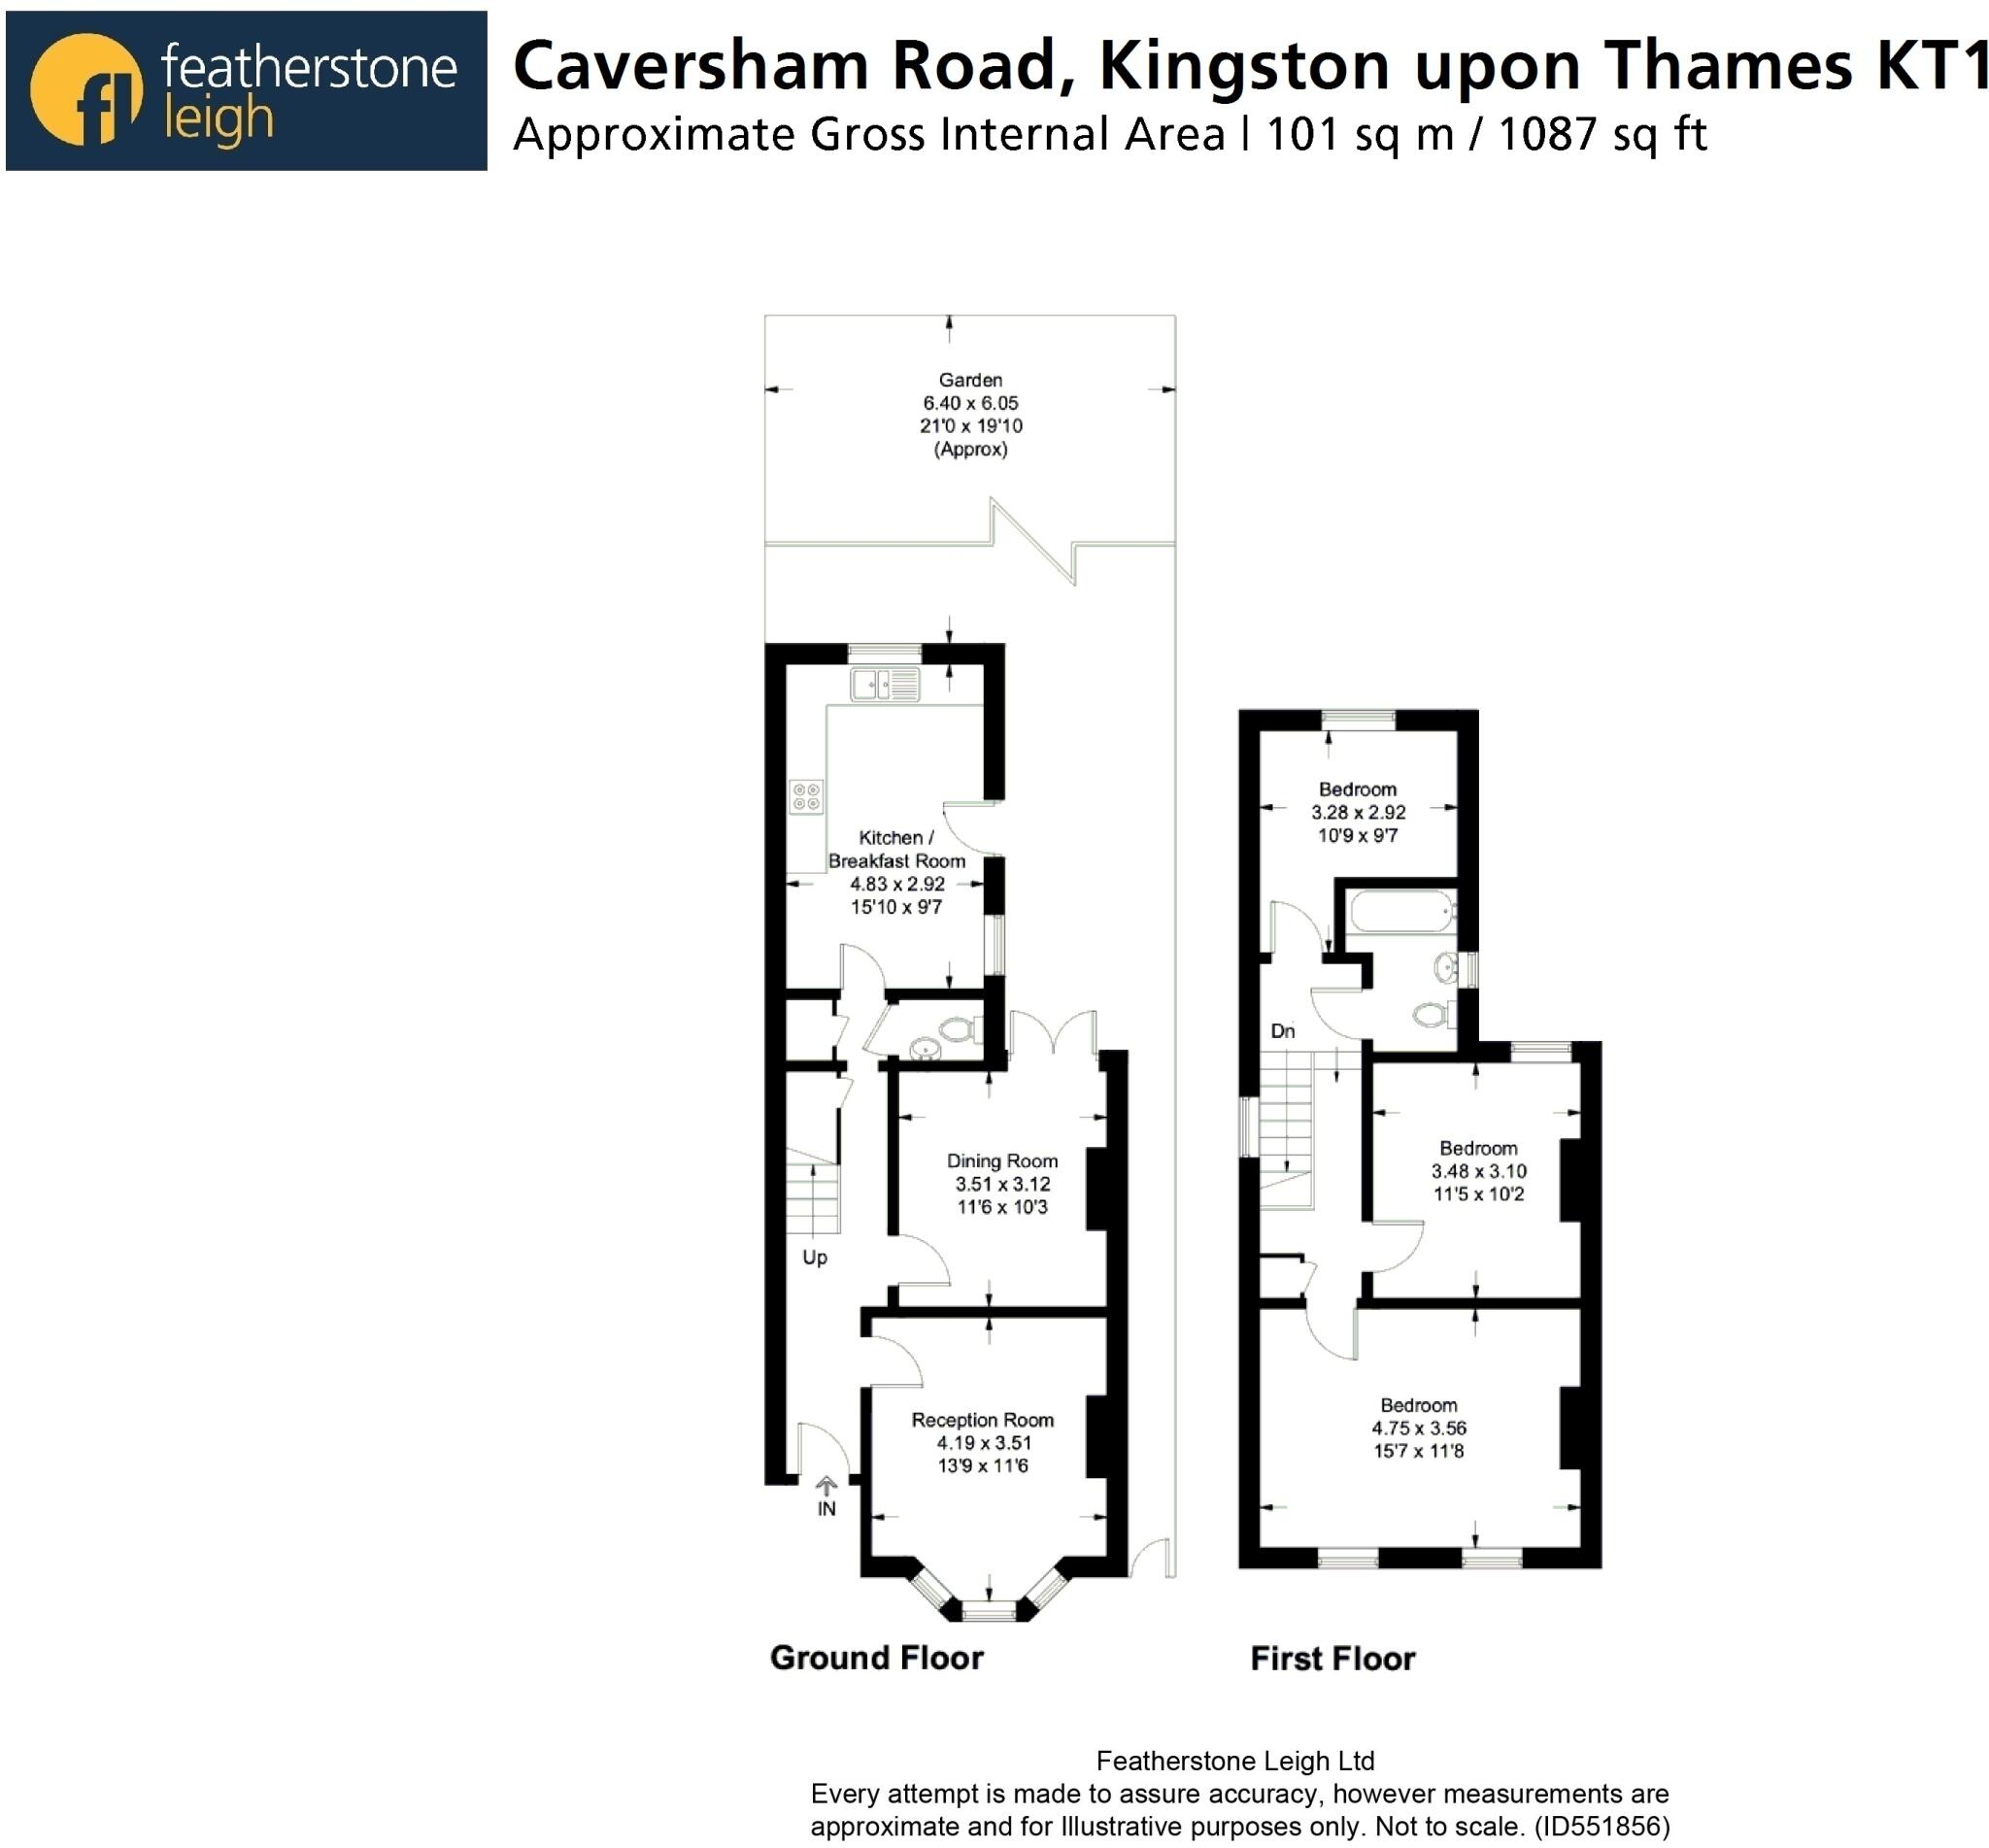 fl
featherstone
leigh
Caversham Road, Kingston upon Thames KT1
Approximate Gross Internal Area | 101 sq m / 1087 sq ft
Garden
6.40 x 6.05
21'0 x 19'10
(Approx)
Kitchen /
Breakfast Room
4.83 x 2.92
15'10 x 9'7
Dining Room
3.51 x 3.12
11'6 x 10'3
Up
Reception Room
4.19 x 3.51
13'9 x 11'6
IN
Ground Floor
Bedroom
3.28 x 2.92
10'9 x 9'7
Dn
Bedroom
3.48 x 3.10
11'5 x 10'2
Bedroom
4.75 x 3.56
15'7 x 11'8
First Floor
Featherstone Leigh Ltd
Every attempt is made to assure accuracy, however measurements are
approximate and for Illustrative purposes only. Not to scale. (ID551856)